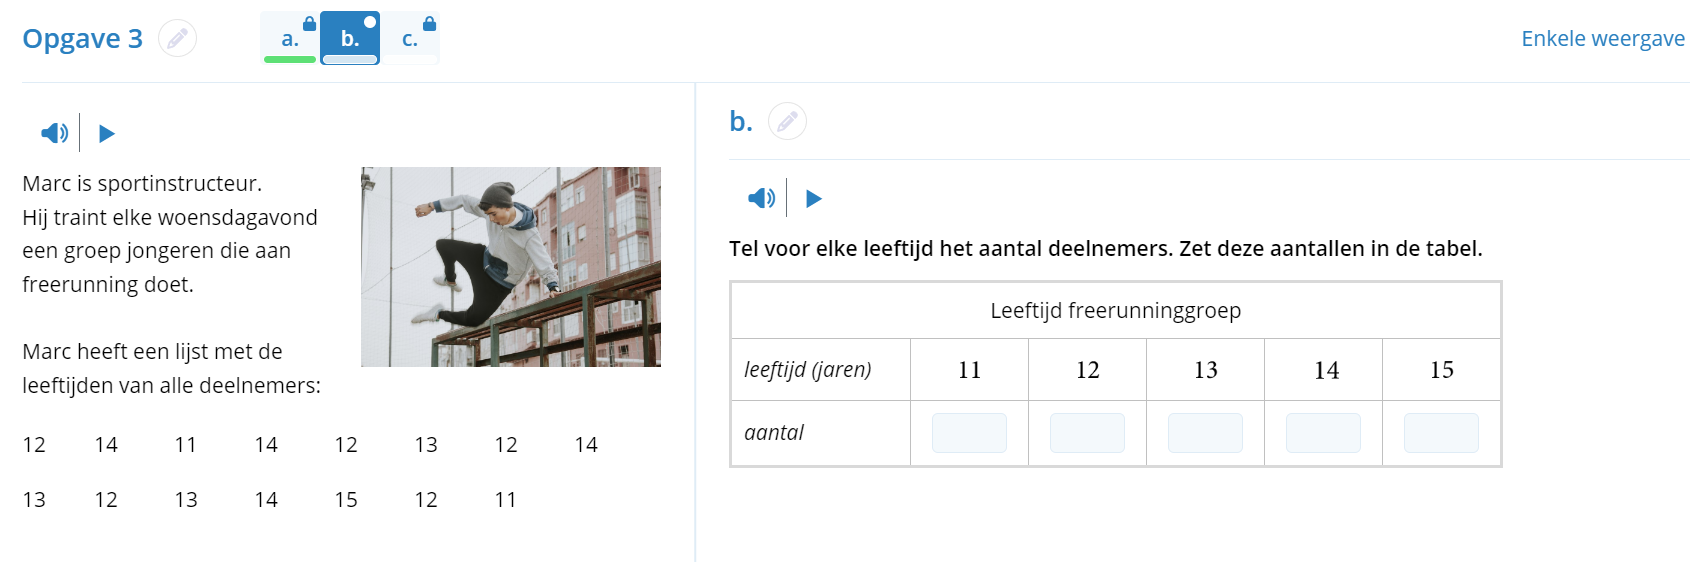 Opgave 3
a. b. c.
Enkele weergave
Marc is sportinstructeur.
Hij traint elke woensdagavond
een groep jongeren die aan
freerunning doet.
Marc heeft een lijst met de
leeftijden van alle deelnemers:
12 14 11 14 12 13 12 14
13 12 13 14 15 12 11
b.
Tel voor elke leeftijd het aantal deelnemers. Zet deze aantallen in de tabel.
Leeftijd freerunninggroep
leeftijd (jaren) 11 12 13 14 15
aantal